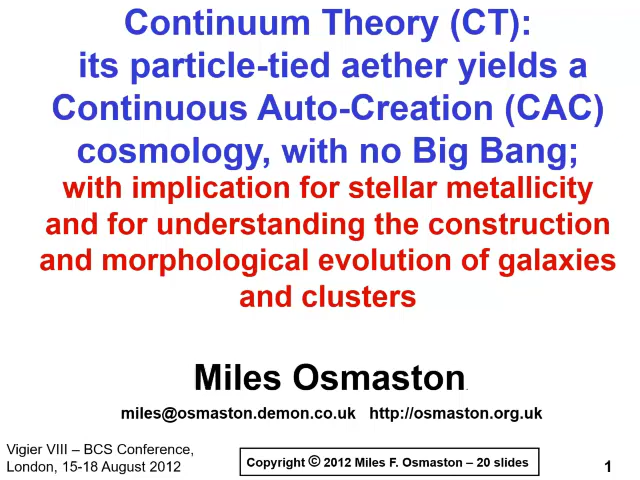 Continuum Theory (CT):
its particle-tied aether yields a
Continuous Auto-Creation (CAC)
cosmology, with no Big Bang;
with implication for stellar metallicity
and for understanding the construction
and morphological evolution of galaxies
and clusters
Miles Osmaston.
miles@osmaston.demon.co.uk http://osmaston.org.uk
Vigier VIII – BCS Conference,
London, 15-18 August 2012
Copyright © 2012 Miles F. Osmaston – 20 slides
1